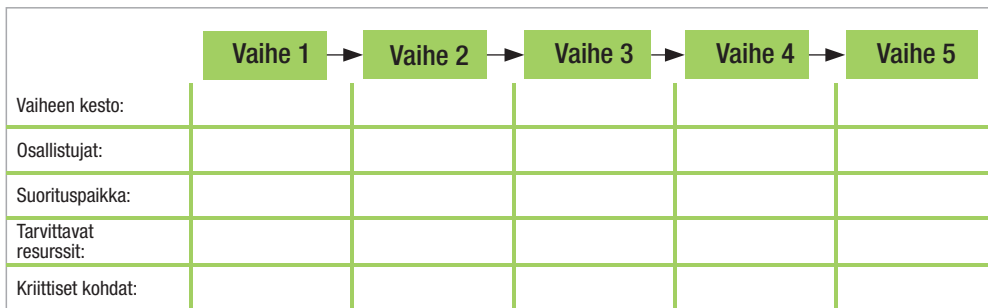 Vaihe 1 Vaihe 2 Vaihe 3 Vaihe 4 Vaihe 5
Vaiheen kesto:
Osallistujat:
Suorituspaikka:
Tarvittavat
resurssit:
Kriittiset kohdat: